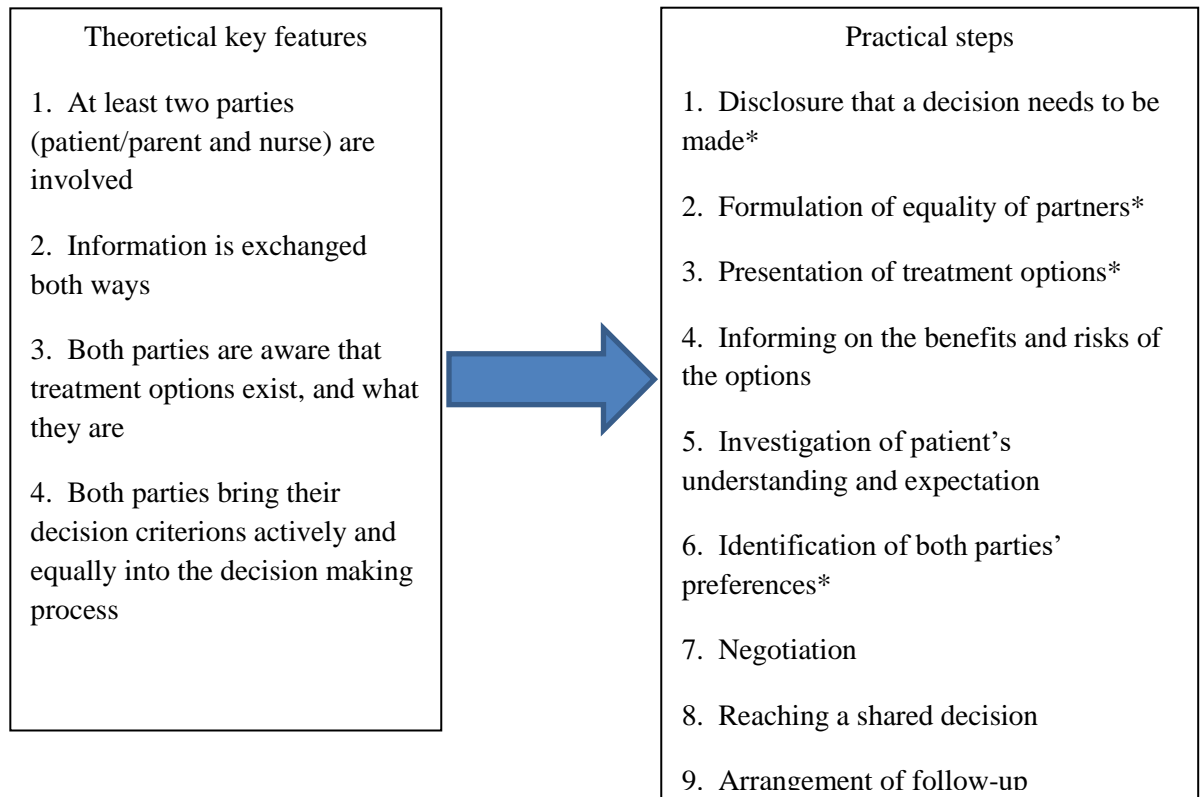 Theoretical key features
1. At least two parties
(patient/parent and nurse) are
involved
2. Information is exchanged
both ways
3. Both parties are aware that
treatment options exist, and what
they are
4. Both parties bring their
decision criterions actively and
equally into the decision making
process
Practical steps
1. Disclosure that a decision needs to be
made*
2. Formulation of equality of partners*
3. Presentation of treatment options*
4. Informing on the benefits and risks of
the options
5. Investigation of patient’s
understanding and expectation
6. Identification of both parties’
preferences*
7. Negotiation
8. Reaching a shared decision
9. Arrangement of follow-up